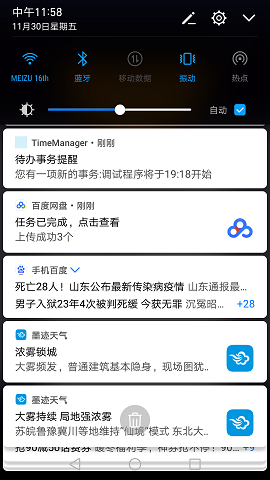 中午11:58
11月30日星期五
MEIZU 16th 蓝牙 移动数据 振动 热点
自动
TimeManager • 刚刚
待办事务提醒
您有一项新的事务:调试程序将于19:18开始
百度网盘 • 刚刚
任务已完成，点击查看
上传成功3个
手机百度
死亡28人！山东公布最新传染病疫情 山东通报最...
男子入狱23年4次被判死缓 今获无罪 沉冤昭... +28
墨迹天气
浓雾锁城
大雾频发，普通建筑基本隐身，现场图犹..
墨迹天气
大雾持续 局地强浓雾
苏皖鲁豫冀川等地维持“仙境”模式 东北大..